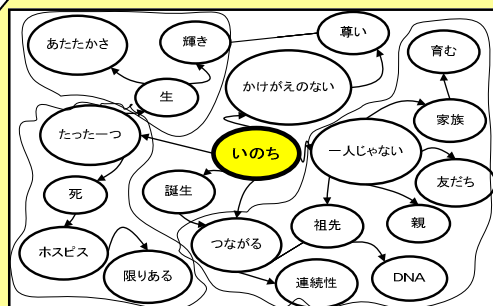 あたたかさ
輝き
尊い
育む
生
かけがえのない
家族
たった一つ
いのち
一人じゃない
友だち
誕生
死
祖先
親
ホスピス
つながる
限りある
連続性
DNA